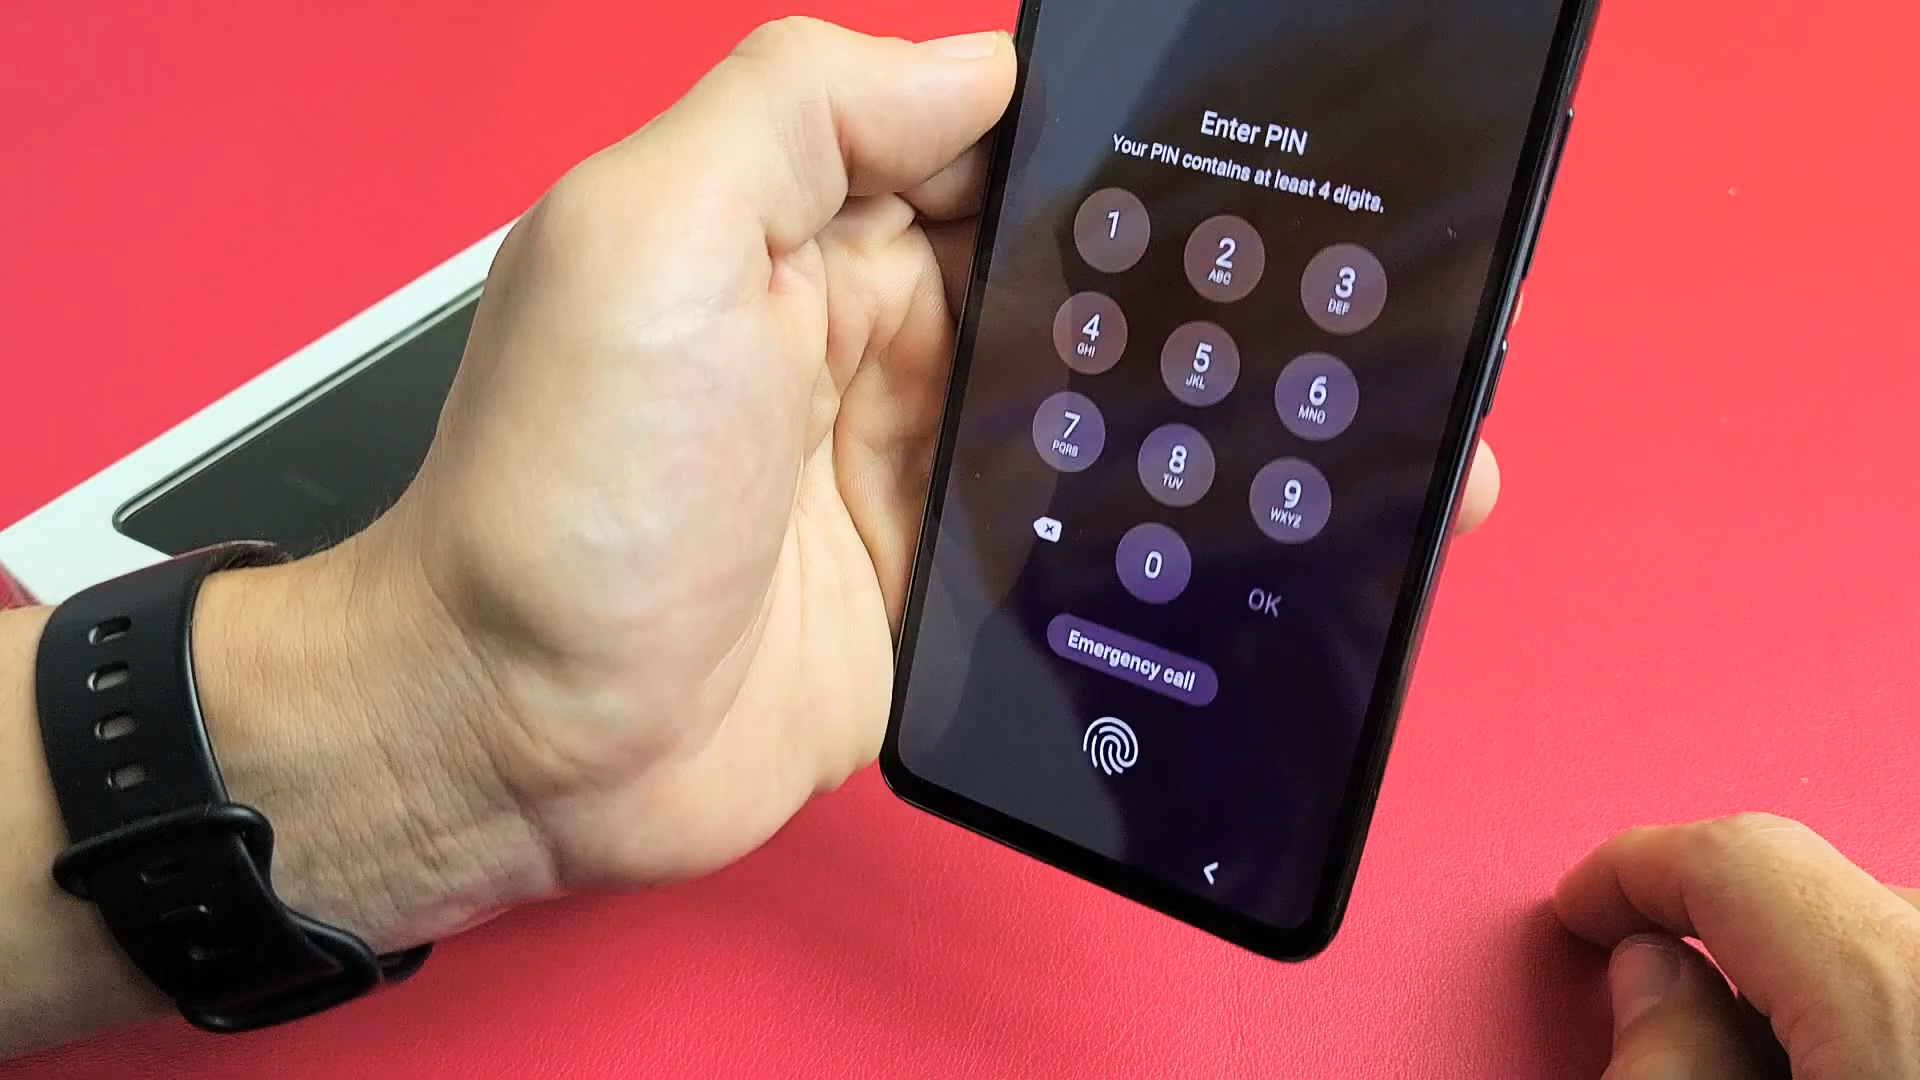 Enter PIN
Your PIN contains at least 4 digits.
1
2
ABC
3
DEF
4
GHI
5
JKL
6
MNO
7
PQRS
8
TUV
9
WXYZ
0
OK
Emergency call